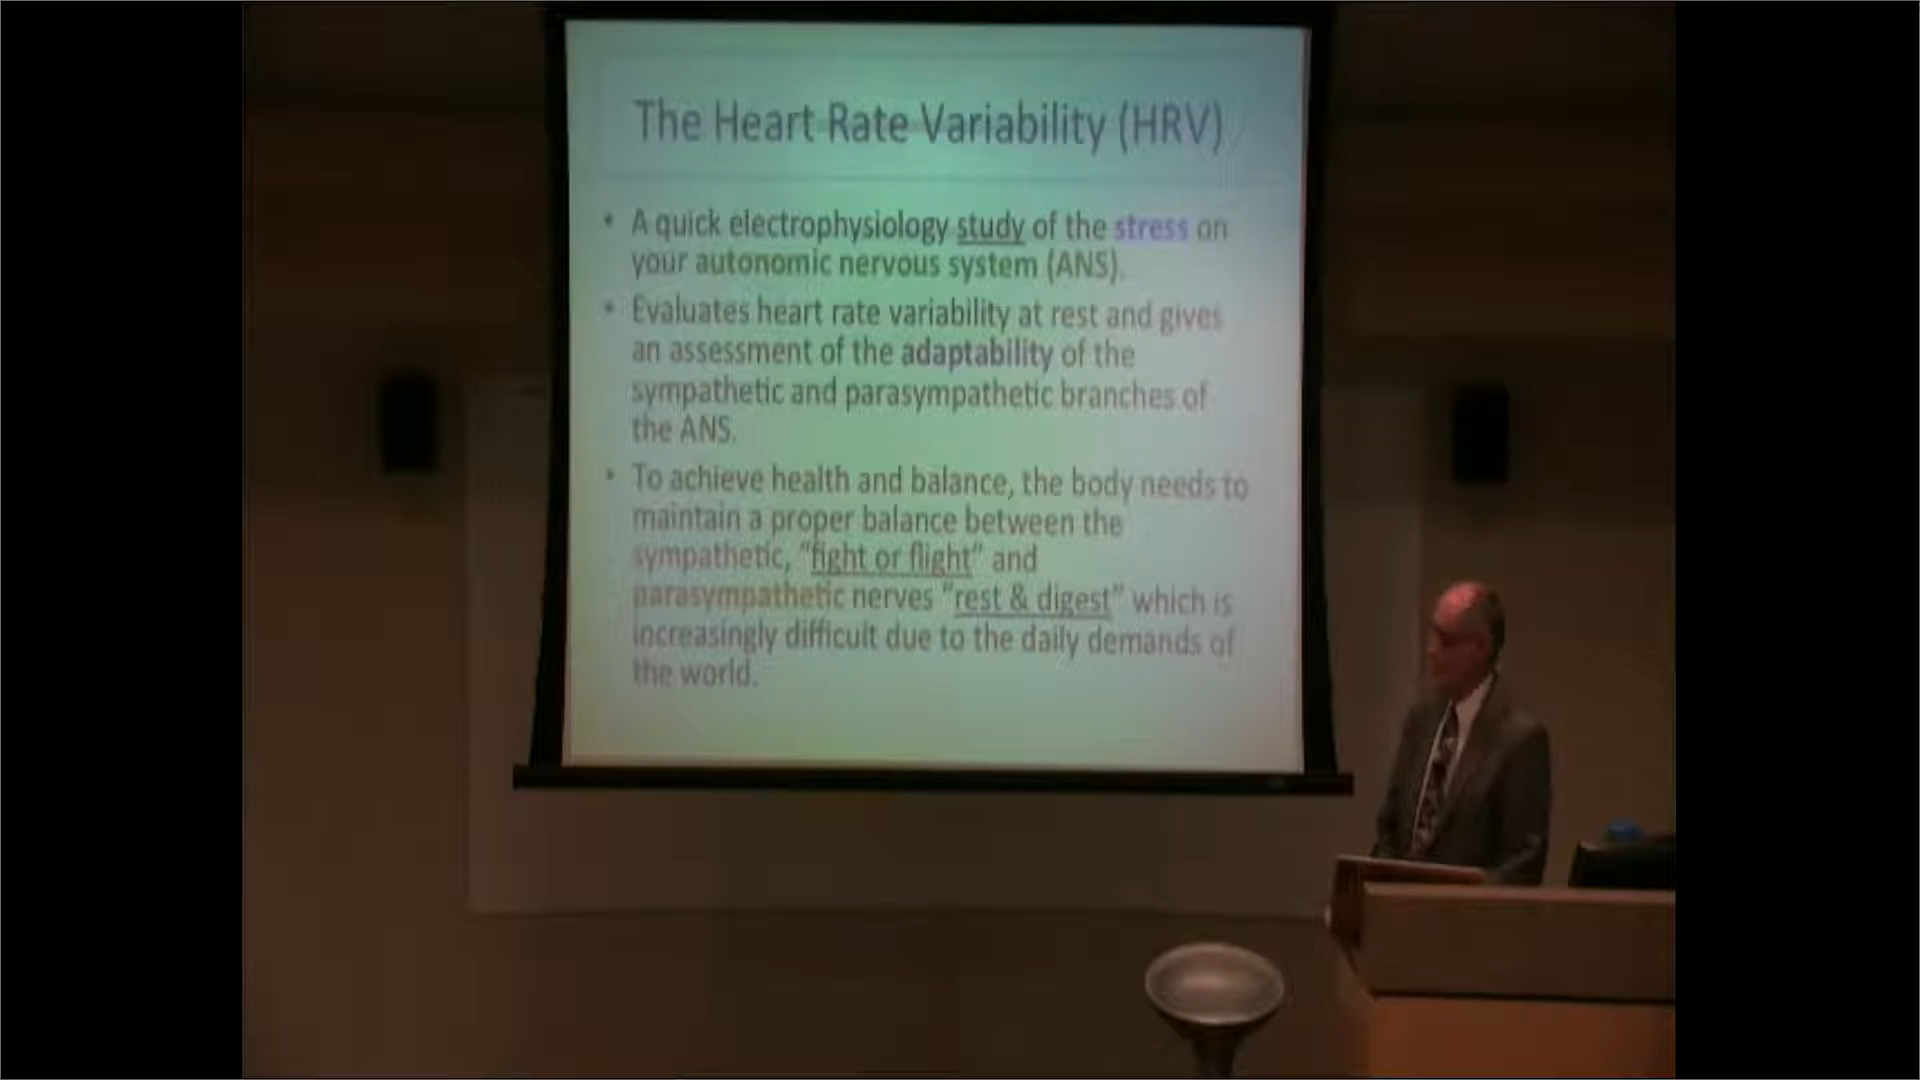 The Heart Rate Variability (HRV)
• A quick electrophysiology study of the stress on
your autonomic nervous system (ANS).
• Evaluates heart rate variability at rest and gives
an assessment of the adaptability of the
sympathetic and parasympathetic branches of
the ANS.
• To achieve health and balance, the body needs to
maintain a proper balance between the
sympathetic, “fight or flight” and
parasympathetic nerves “rest & digest” which is
increasingly difficult due to the daily demands of
the world.